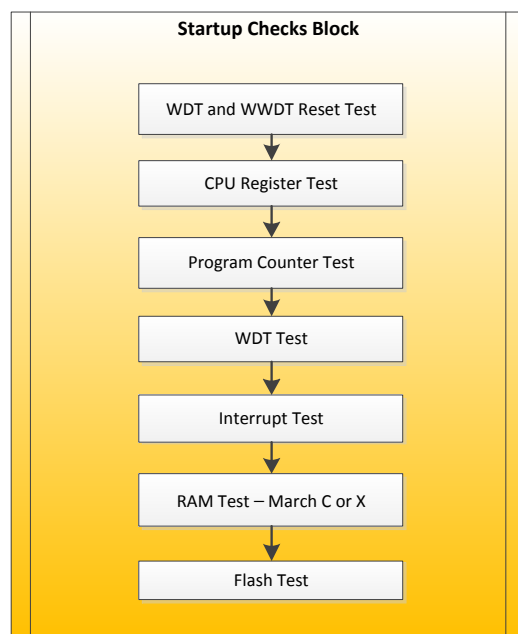 Startup Checks Block
WDT and WWDT Reset Test
CPU Register Test
Program Counter Test
WDT Test
Interrupt Test
RAM Test – March C or X
Flash Test